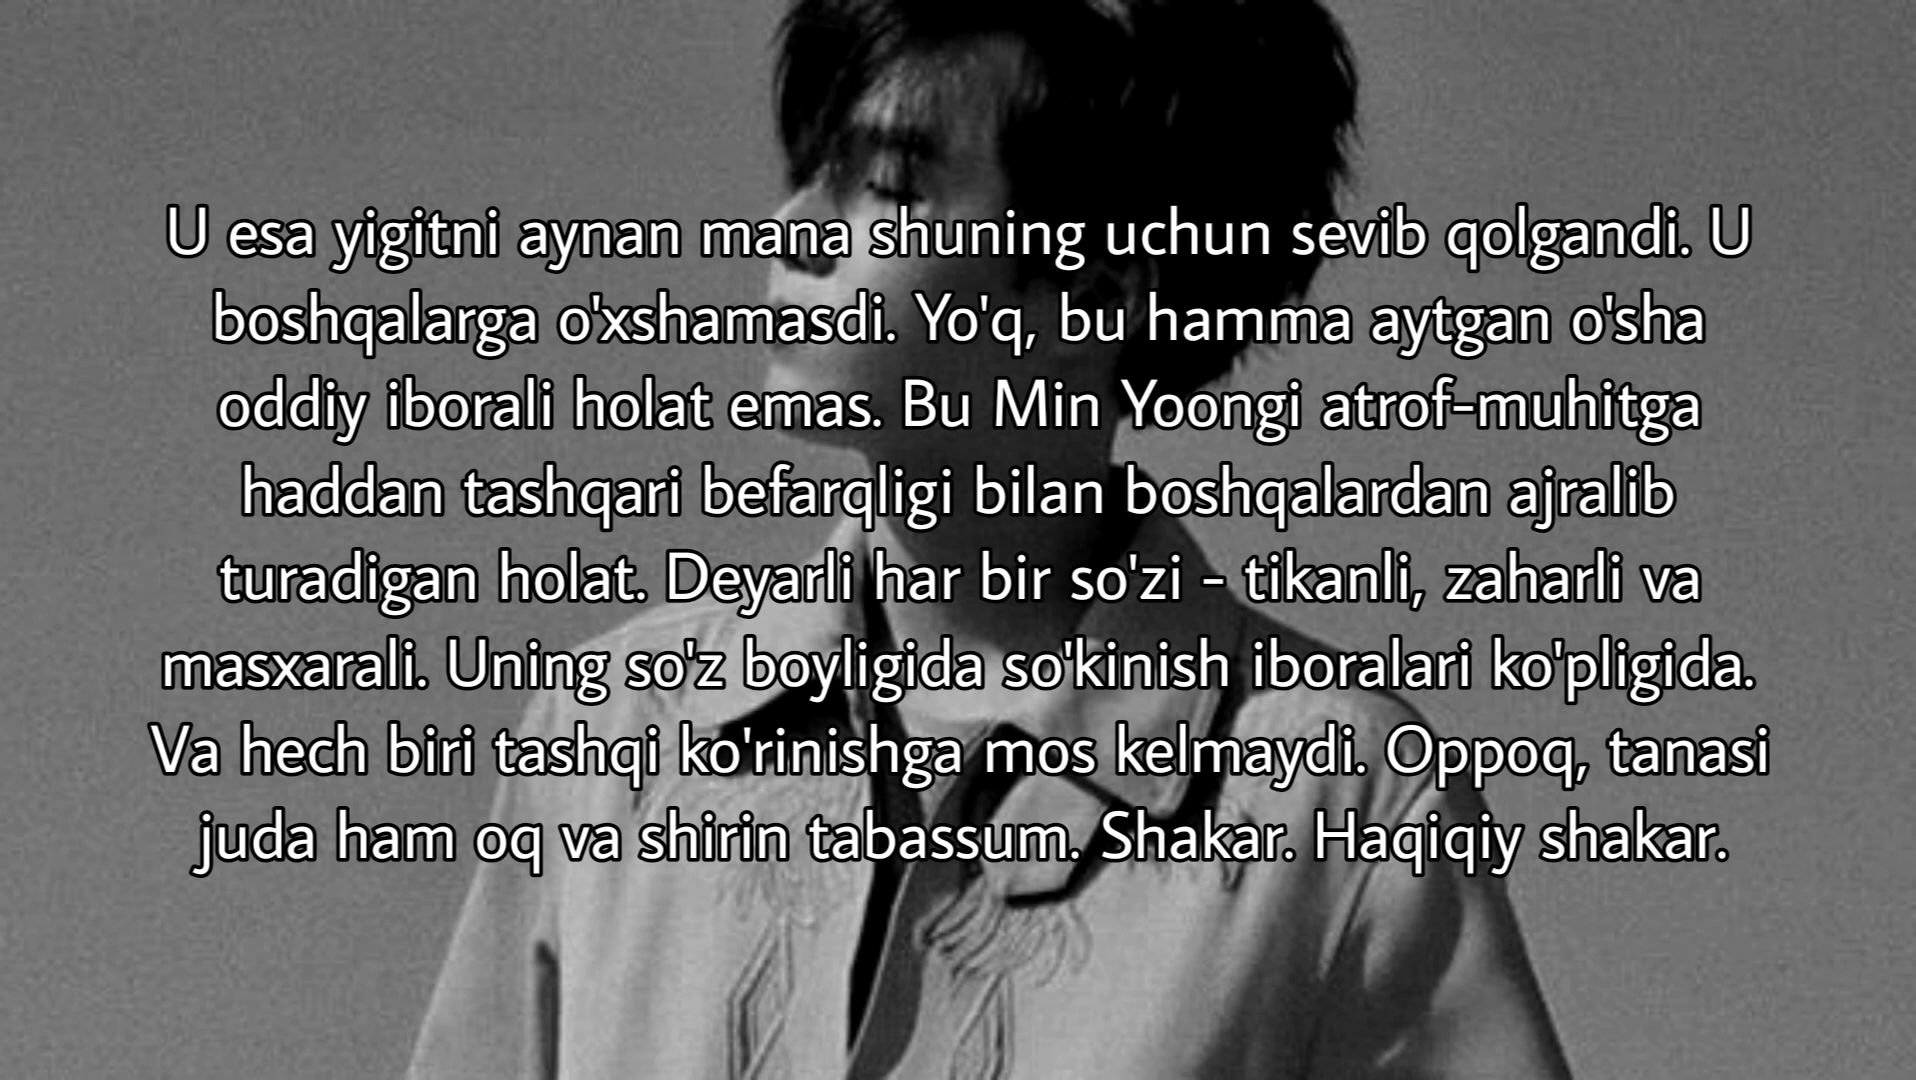 U esa yigitni aynan mana shuning uchun sevib qolgandi. U
boshqalarga o'xshamasdi. Yo'q, bu hamma aytgan o'sha
oddiy iborali holat emas. Bu Min Yoongi atrof-muhitga
haddan tashqari befarqligi bilan boshqalardan ajralib
turadigan holat. Deyarli har bir so'zi - tikanli, zaharli va
masxarali. Uning so'z boyligida so'kinish iboralari ko'pligida.
Va hech biri tashqi ko'rinishga mos kelmaydi. Oppoq, tanasi
juda ham oq va shirin tabassum. Shakar. Haqiqiy shakar.